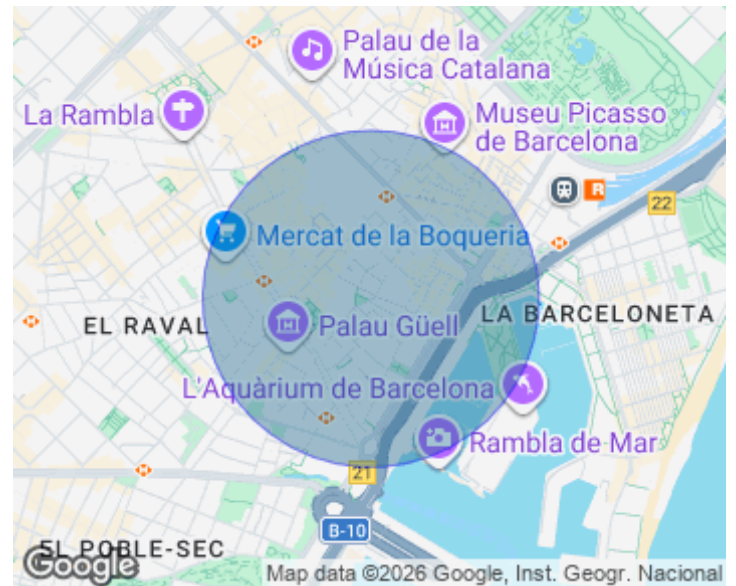 Palau de la
Música Catalana
La Rambla
Museu Picasso
de Barcelona
R
22
Mercat de la Boqueria
EL RAVAL
Palau Güell
LA BARCELONETA
L'Aquàrium de Barcelona
Rambla de Mar
21
B-10
EL POBLE-SEC
Google
Map data ©2026 Google, Inst. Geogr. Nacional